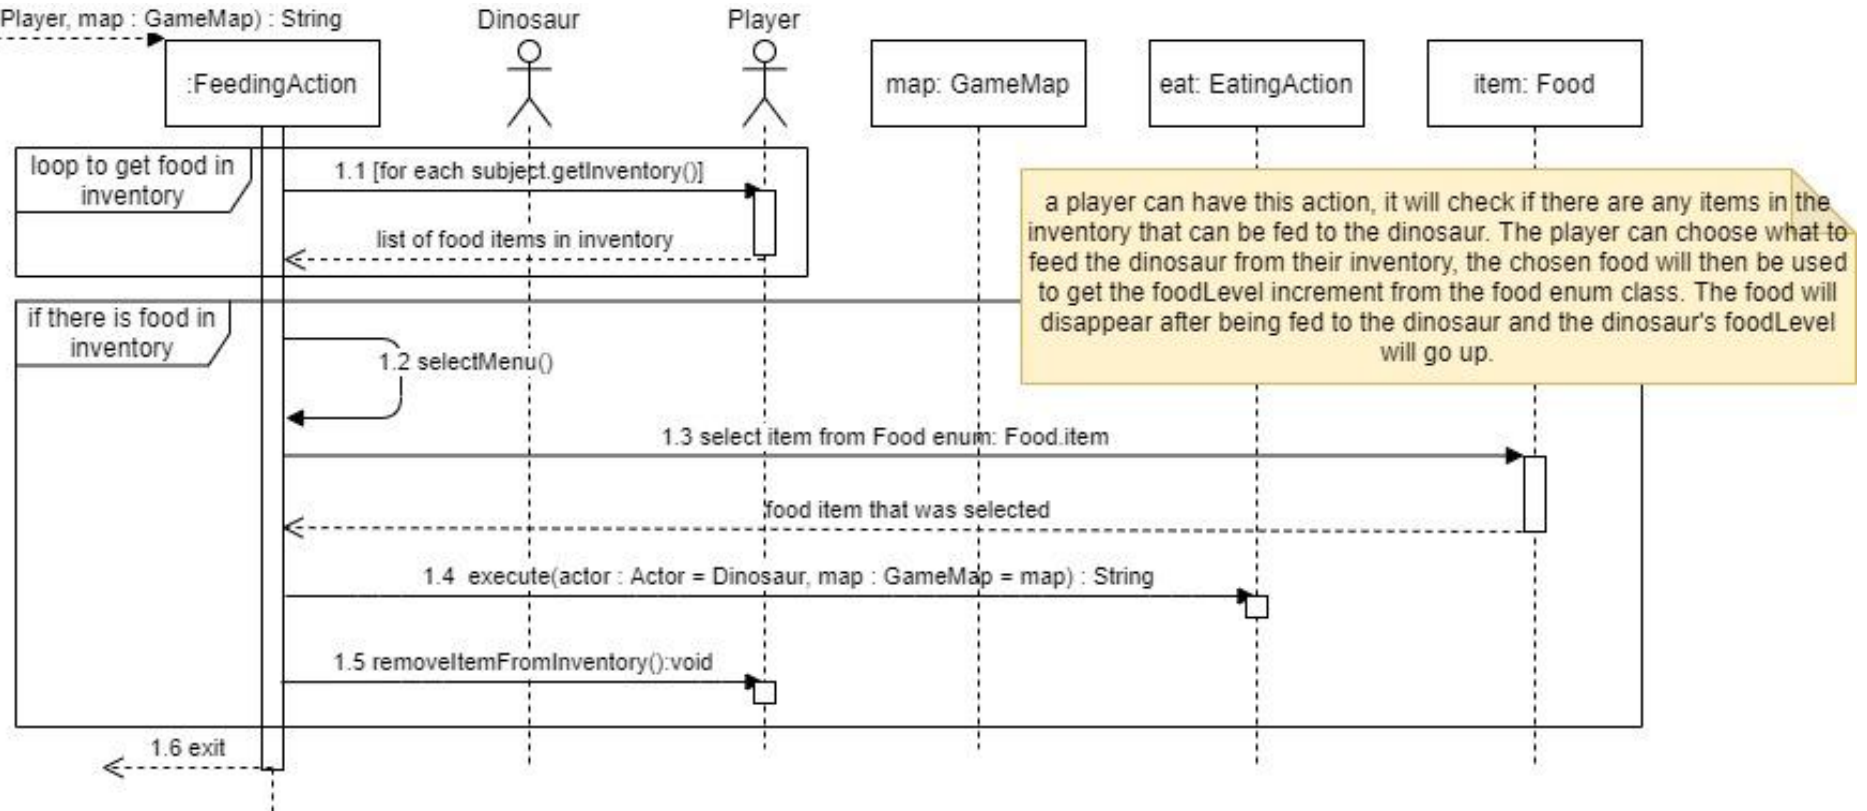 Player, map : GameMap) : String
Dinosaur
Player
:FeedingAction
map: GameMap
eat: EatingAction
item: Food
loop to get food in
inventory
1.1 [for each subject.getInventory()]
list of food items in inventory
a player can have this action, it will check if there are any items in the
inventory that can be fed to the dinosaur. The player can choose what to
feed the dinosaur from their inventory, the chosen food will then be used
to get the foodLevel increment from the food enum class. The food will
disappear after being fed to the dinosaur and the dinosaur's foodLevel
will go up.
if there is food in
inventory
1.2 selectMenu()
1.3 select item from Food enum: Food.item
food item that was selected
1.4 execute(actor : Actor = Dinosaur, map : GameMap = map) : String
1.5 removeItemFromInventory():void
1.6 exit